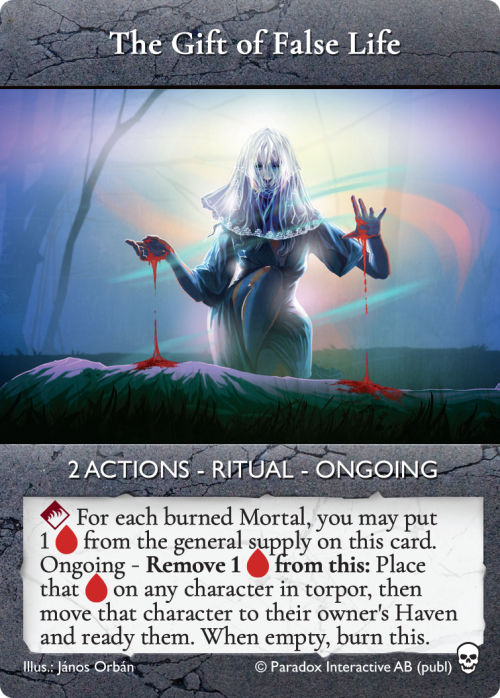 The Gift of False Life
2 ACTIONS - RITUAL - ONGOING
For each burned Mortal, you may put
1 from the general supply on this card.
Ongoing - Remove 1 from this: Place
that on any character in torpor, then
move that character to their owner's Haven
and ready them. When empty, burn this.
Illus.: János Orbán
© Paradox Interactive AB (publ)